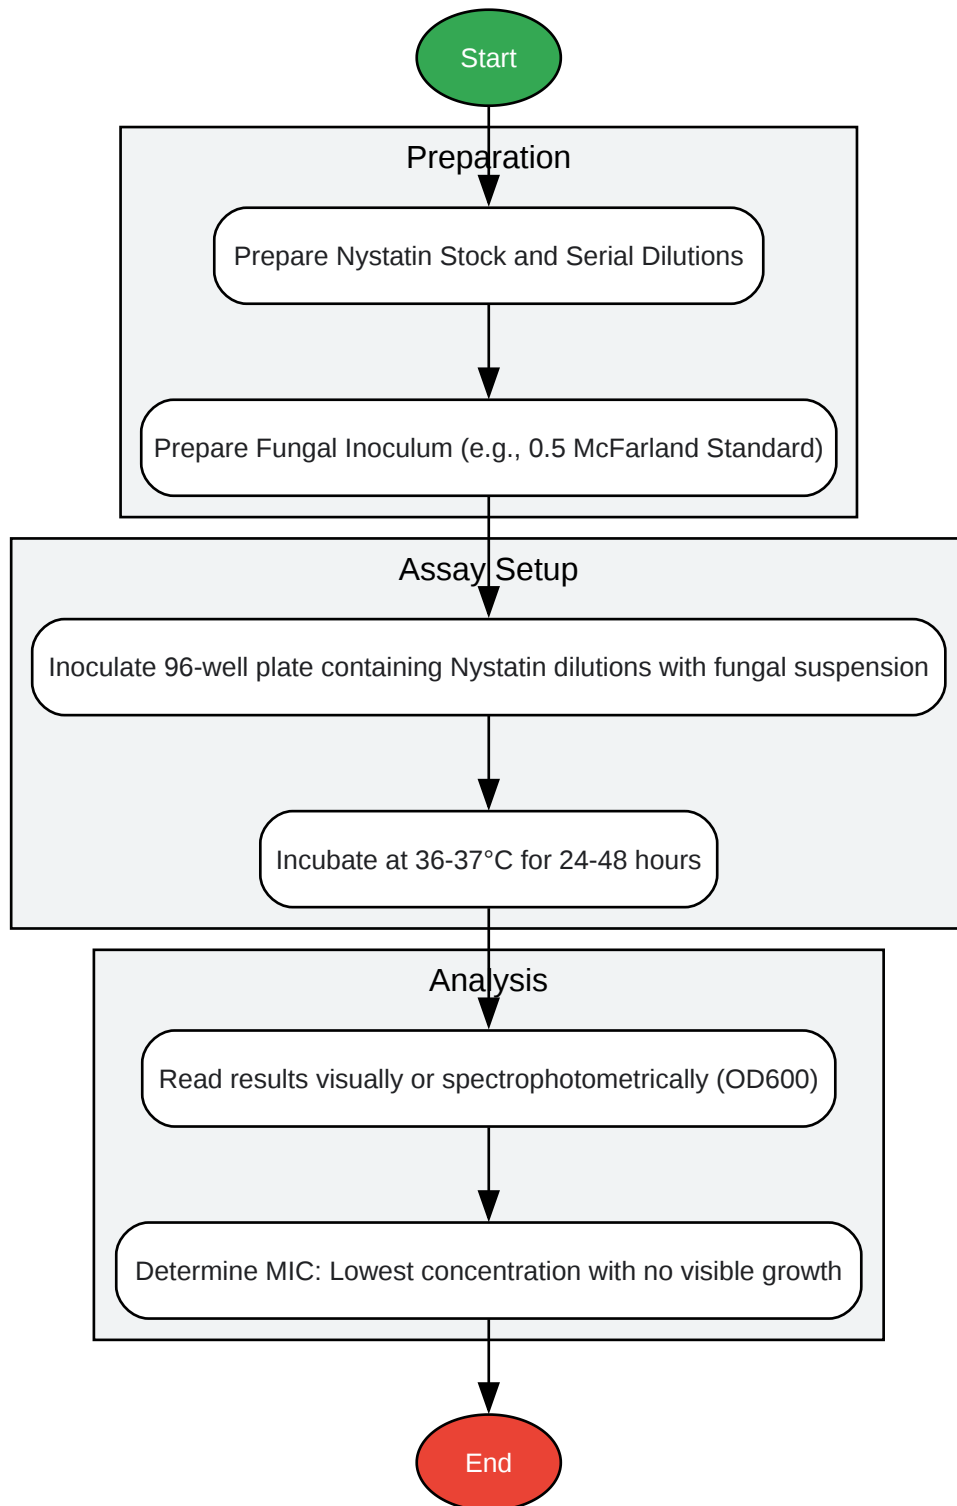 Start
Preparation
Prepare Nystatin Stock and Serial Dilutions
Prepare Fungal Inoculum (e.g., 0.5 McFarland Standard)
Assay Setup
Inoculate 96-well plate containing Nystatin dilutions with fungal suspension
Incubate at 36-37°C for 24-48 hours
Analysis
Read results visually or spectrophotometrically (OD600)
Determine MIC: Lowest concentration with no visible growth
End